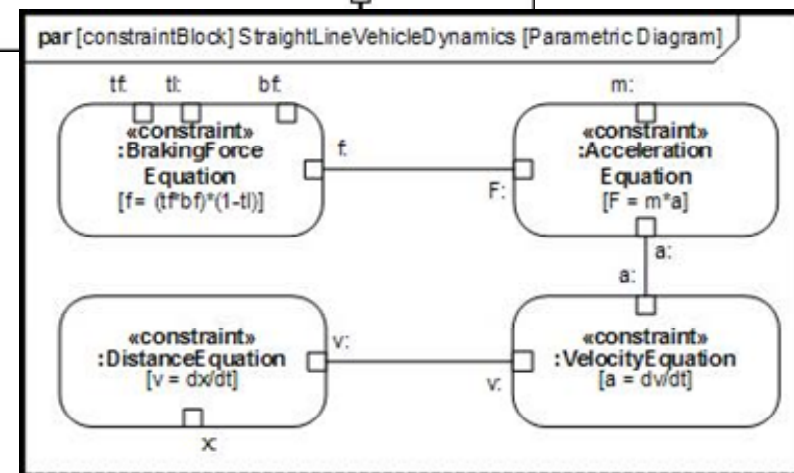 par [constraintBlock] StraightLineVehicleDynamics [Parametric Diagram]
tf: tl: bf:
«constraint»
:BrakingForce
Equation
[f= (tf*bf)*(1-tl)]
f:
m:
«constraint»
:Acceleration
Equation
[F = m*a]
F:
a:
a:
«constraint»
:DistanceEquation
[v = dx/dt]
v:
x:
«constraint»
:VelocityEquation
[a = dv/dt]
v: